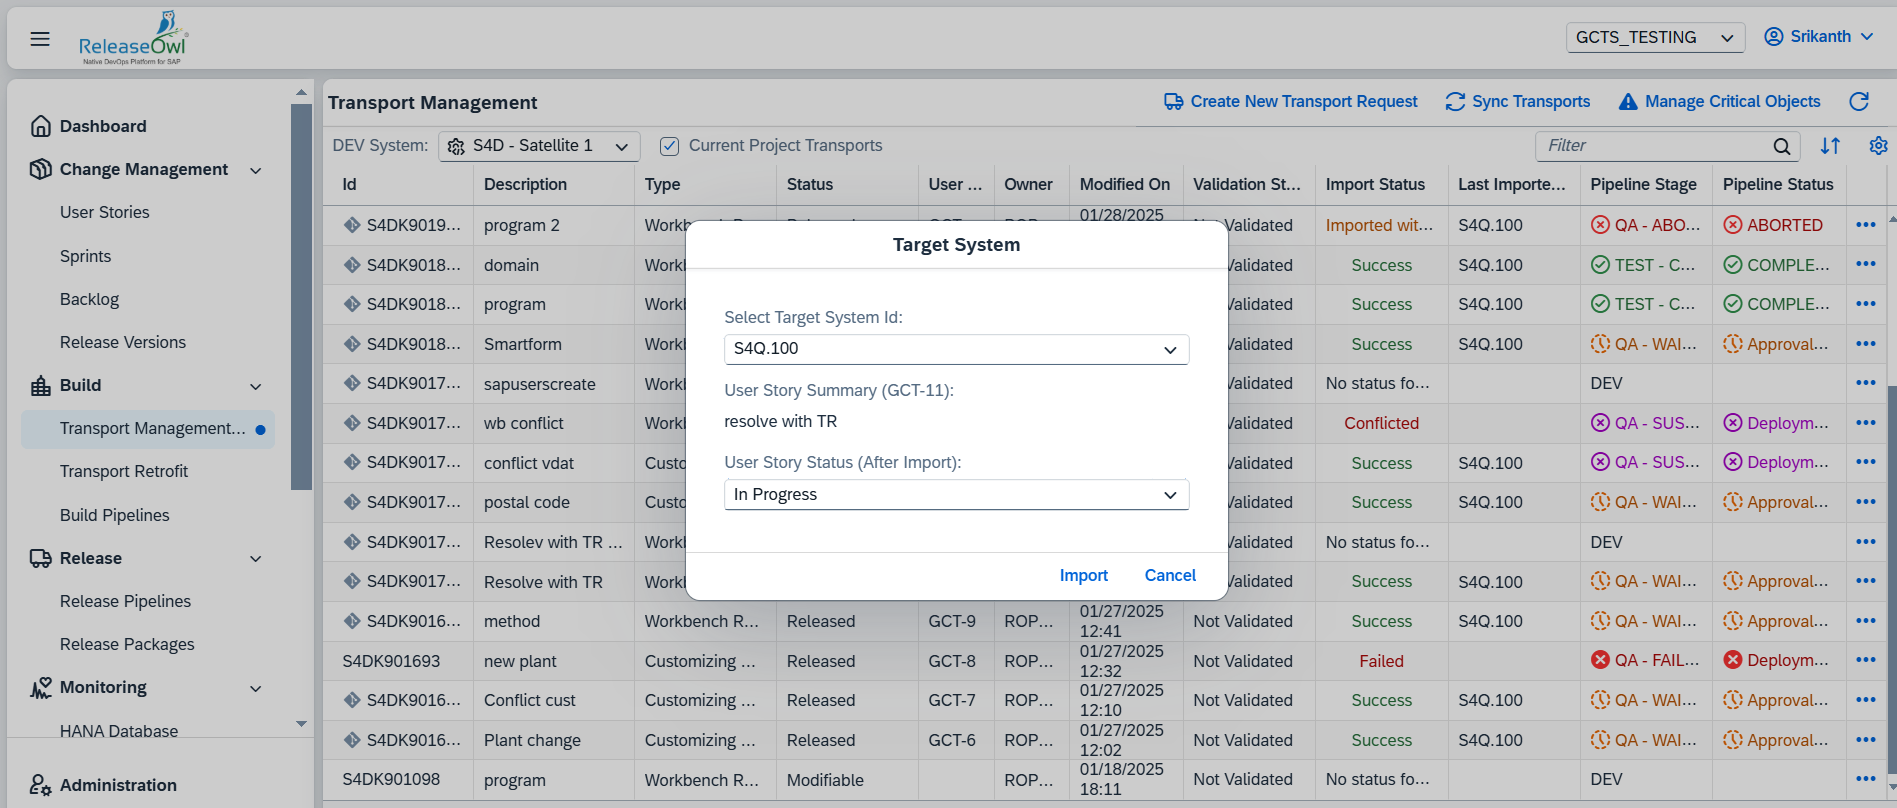 ReleaseOwl
Native DevOps Platform for SAP
GCTS_TESTING
Srikanth
Dashboard
Change Management
User Stories
Sprints
Backlog
Release Versions
Build
Transport Management...
Transport Retrofit
Build Pipelines
Release
Release Pipelines
Release Packages
Monitoring
HANA Database
Administration
Transport Management
Create New Transport Request
Sync Transports
Manage Critical Objects
DEV System:
S4D - Satellite 1
Current Project Transports
Filter
Id Description Type Status User ... Owner Modified On Validation St... Import Status Last Importe... Pipeline Stage Pipeline Status
S4DK9019... program 2 01/28/2025 Validated Imported wit... S4Q.100 QA - ABO... ABORTED
S4DK9018... domain Validated Success S4Q.100 TEST - C... COMPLE...
S4DK9018... program Validated Success S4Q.100 TEST - C... COMPLE...
S4DK9018... Smartform Validated Success S4Q.100 QA - WAI... Approval...
S4DK9017... sapuserscreate Validated No status fo... DEV
S4DK9017... wb conflict Validated Conflicted QA - SUS... Deploym...
S4DK9017... conflict vdat Validated Success S4Q.100 QA - SUS... Deploym...
S4DK9017... postal code Validated Success S4Q.100 QA - WAI... Approval...
S4DK9017... Resolev with TR ... Validated No status fo... DEV
S4DK9017... Resolve with TR Validated Success S4Q.100 QA - WAI... Approval...
S4DK9016... method Workbench R... Released GCT-9 ROP... 01/27/2025 12:41 Not Validated Success S4Q.100 QA - WAI... Approval...
S4DK901693 new plant Customizing ... Released GCT-8 ROP... 01/27/2025 12:32 Not Validated Failed QA - FAIL... Deploym...
S4DK9016... Conflict cust Customizing ... Released GCT-7 ROP... 01/27/2025 12:10 Not Validated Success S4Q.100 QA - WAI... Approval...
S4DK9016... Plant change Customizing ... Released GCT-6 ROP... 01/27/2025 12:02 Not Validated Success S4Q.100 QA - WAI... Approval...
S4DK901098 program Workbench R... Modifiable ROP... 01/18/2025 18:11 Not Validated No status fo... DEV
Target System
Select Target System Id:
S4Q.100
User Story Summary (GCT-11):
resolve with TR
User Story Status (After Import):
In Progress
Import
Cancel